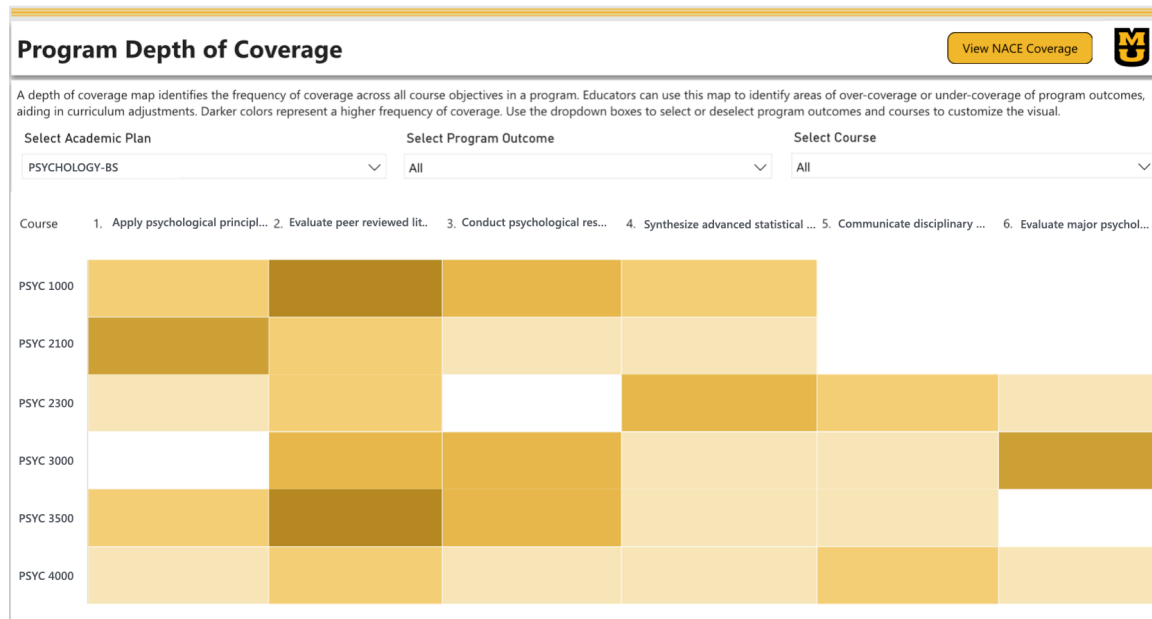 Program Depth of Coverage
View NACE Coverage
MU
A depth of coverage map identifies the frequency of coverage across all course objectives in a program. Educators can use this map to identify areas of over-coverage or under-coverage of program outcomes,
aiding in curriculum adjustments. Darker colors represent a higher frequency of coverage. Use the dropdown boxes to select or deselect program outcomes and courses to customize the visual.
Select Academic Plan
Select Program Outcome
Select Course
PSYCHOLOGY-BS
All
All
Course 1. Apply psychological principl... 2. Evaluate peer reviewed lit.. 3. Conduct psychological res... 4. Synthesize advanced statistical ... 5. Communicate disciplinary ... 6. Evaluate major psychol...
PSYC 1000
PSYC 2100
PSYC 2300
PSYC 3000
PSYC 3500
PSYC 4000